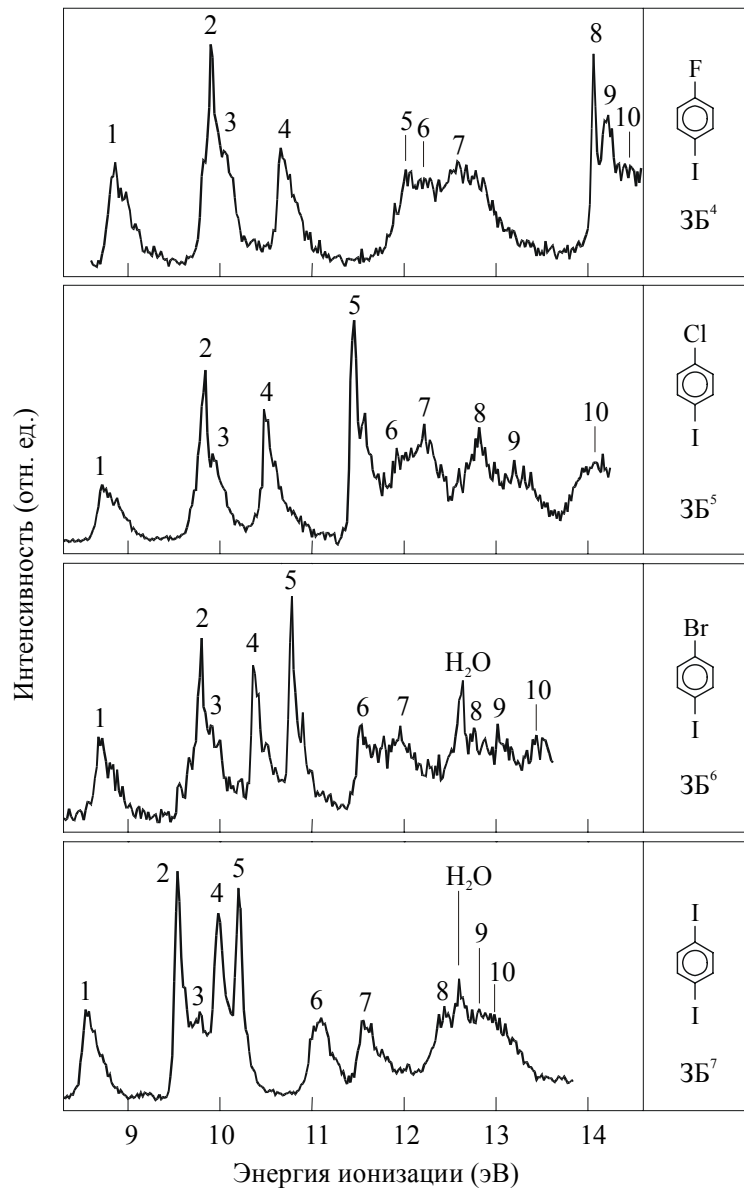 Интенсивность (отн. ед.)
1 2 3 4 5 6 7 8 9 10
F
I
ЗБ⁴
1 2 3 4 5 6 7 8 9 10
Cl
I
ЗБ⁵
1 2 3 4 5 6 7 H₂O 8 9 10
Br
I
ЗБ⁶
1 2 3 4 5 6 7 8 H₂O 9 10
I
I
ЗБ⁷
9 10 11 12 13 14
Энергия ионизации (эВ)